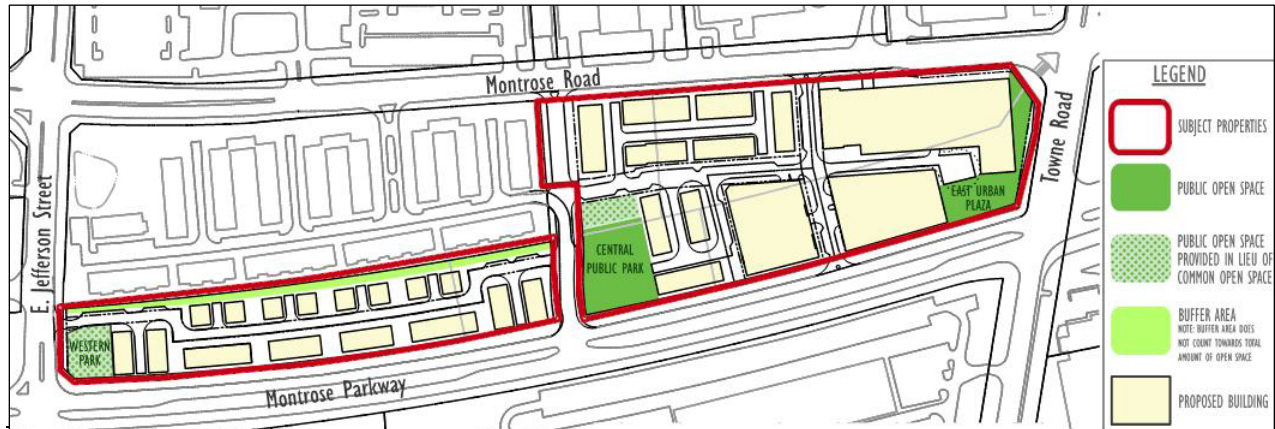 Montrose Road
Towne Road
E. Jefferson Street
EAST URBAN
PLAZA
CENTRAL
PUBLIC PARK
WESTERN
PARK
Montrose Parkway
LEGEND
SUBJECT PROPERTIES
PUBLIC OPEN SPACE
PUBLIC OPEN SPACE
PROVIDED IN LIEU OF
COMMON OPEN SPACE
BUFFER AREA
NOTE: BUFFER AREA DOES
NOT COUNT TOWARDS TOTAL
AMOUNT OF OPEN SPACE
PROPOSED BUILDING